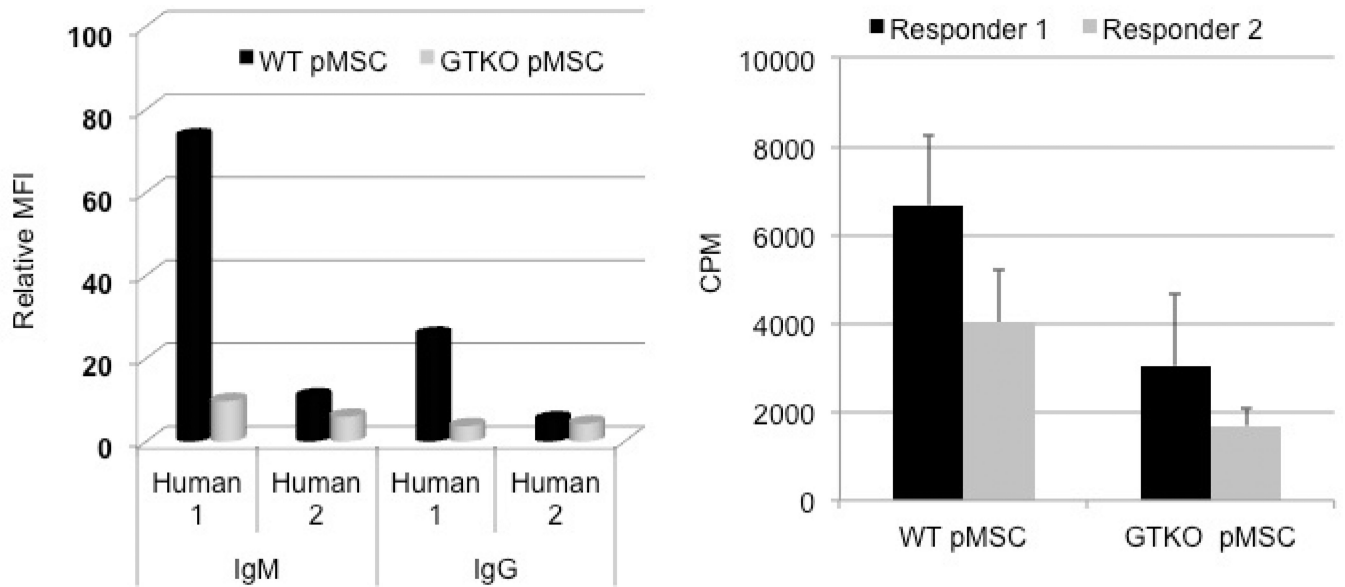 100
80
60
40
20
0
Relative MFI
WT pMSC GTKO pMSC
Human 1 Human 2 Human 1 Human 2
IgM IgG
Responder 1 Responder 2
10000
8000
6000
4000
2000
0
CPM
WT pMSC GTKO pMSC